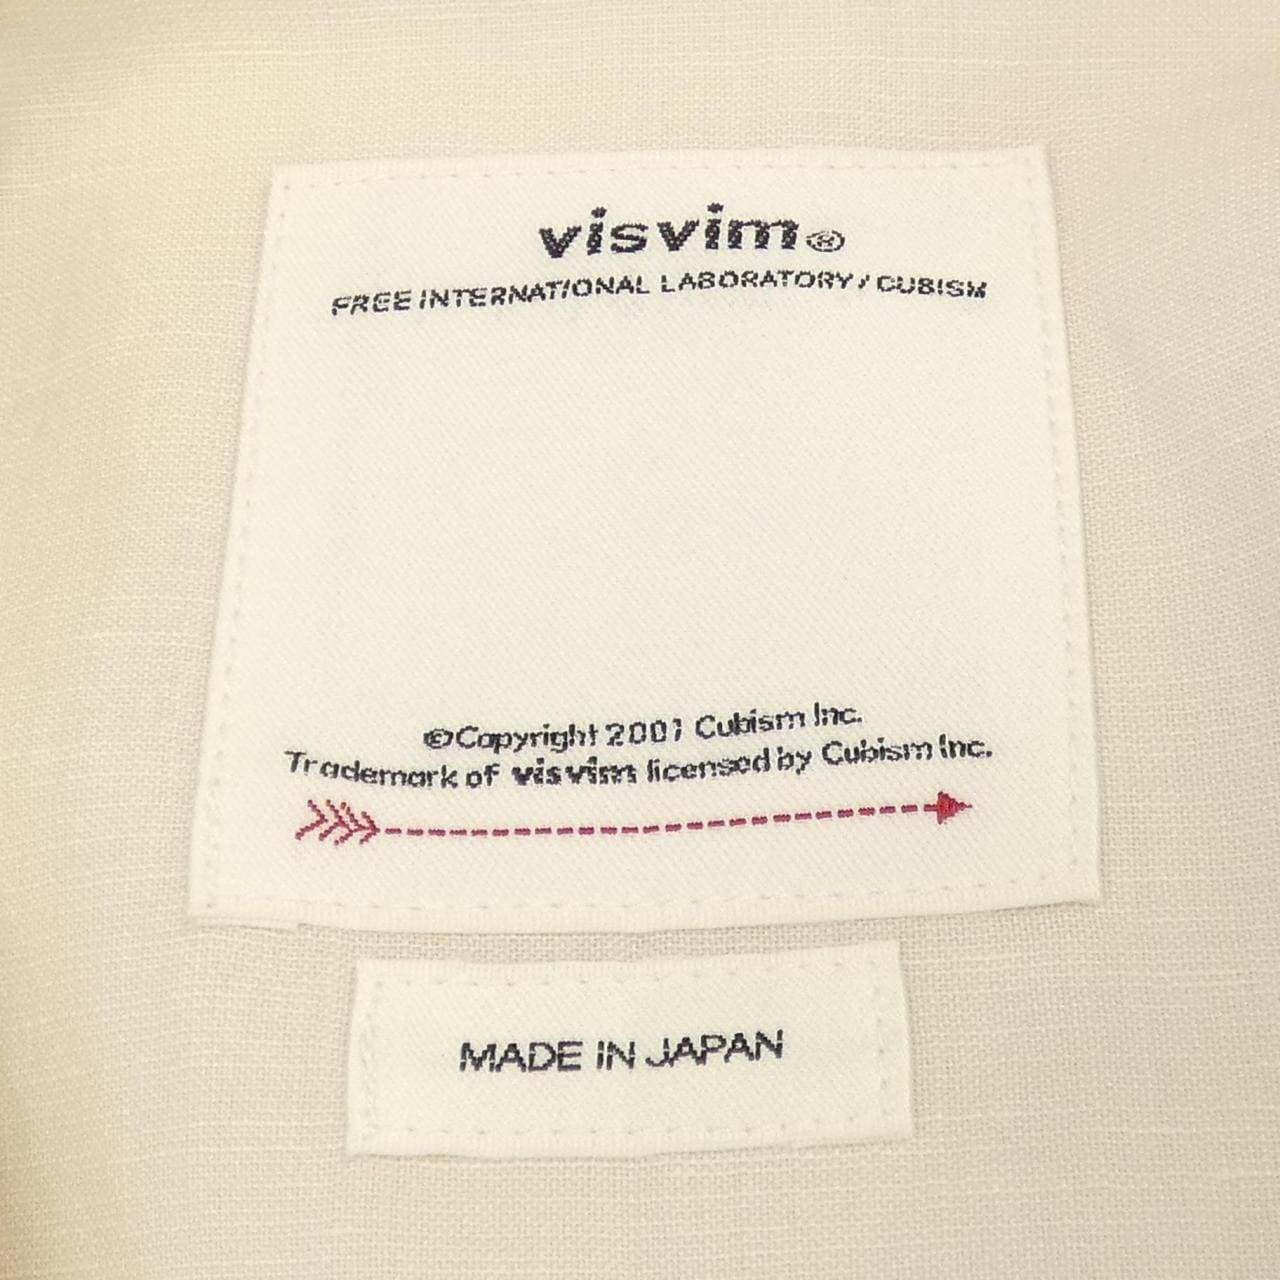 visvim®
FREE INTERNATIONAL LABORATORY / CUBISM
©Copyright 2001 Cubism Inc.
Trademark of visvim licensed by Cubism Inc.
MADE IN JAPAN